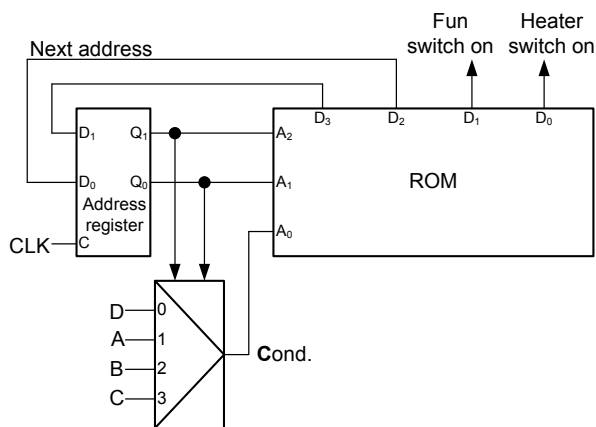 Fun
switch on
Heater
switch on
Next address
D₃
D₂
D₁
D₀
D₁
Q₁
A₂
D₀
Q₀
A₁
ROM
Address
register
A₀
CLK
C
D
0
A
1
B
2
C
3
Cond.